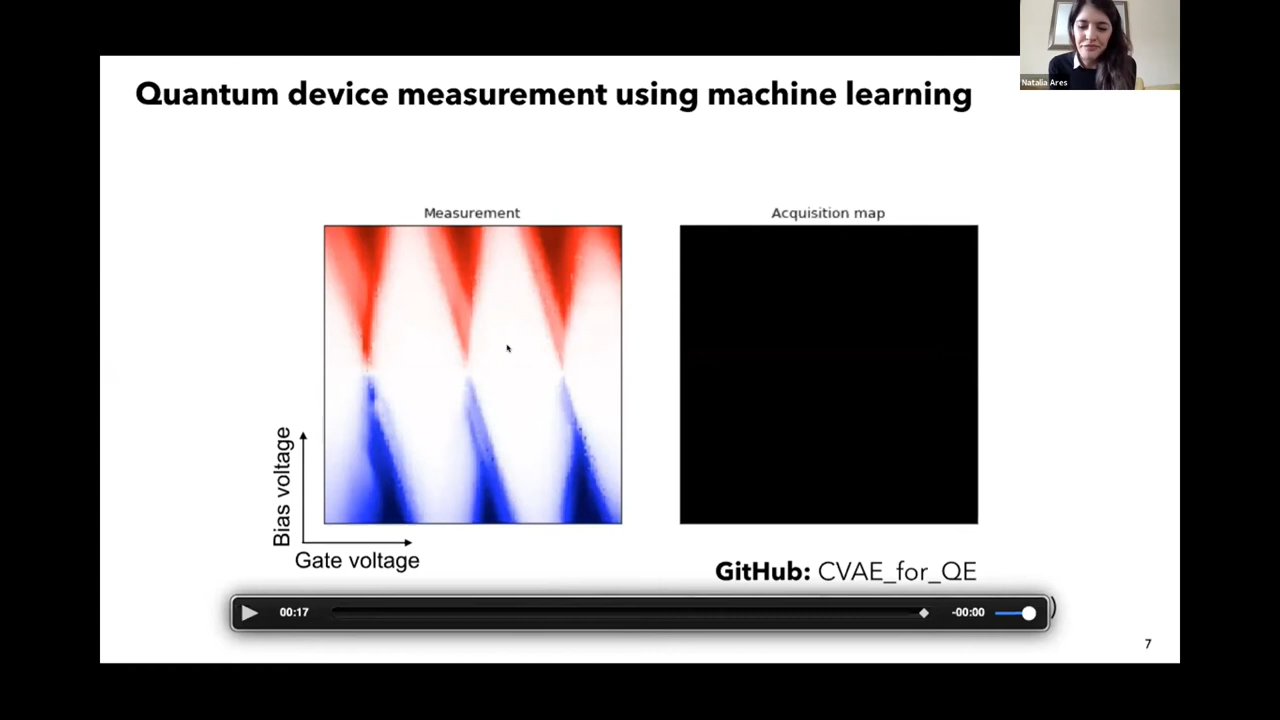 Natalia Ares
Quantum device measurement using machine learning
Measurement
Acquisition map
Bias voltage
Gate voltage
GitHub: CVAE_for_QE
00:17
-00:00
7